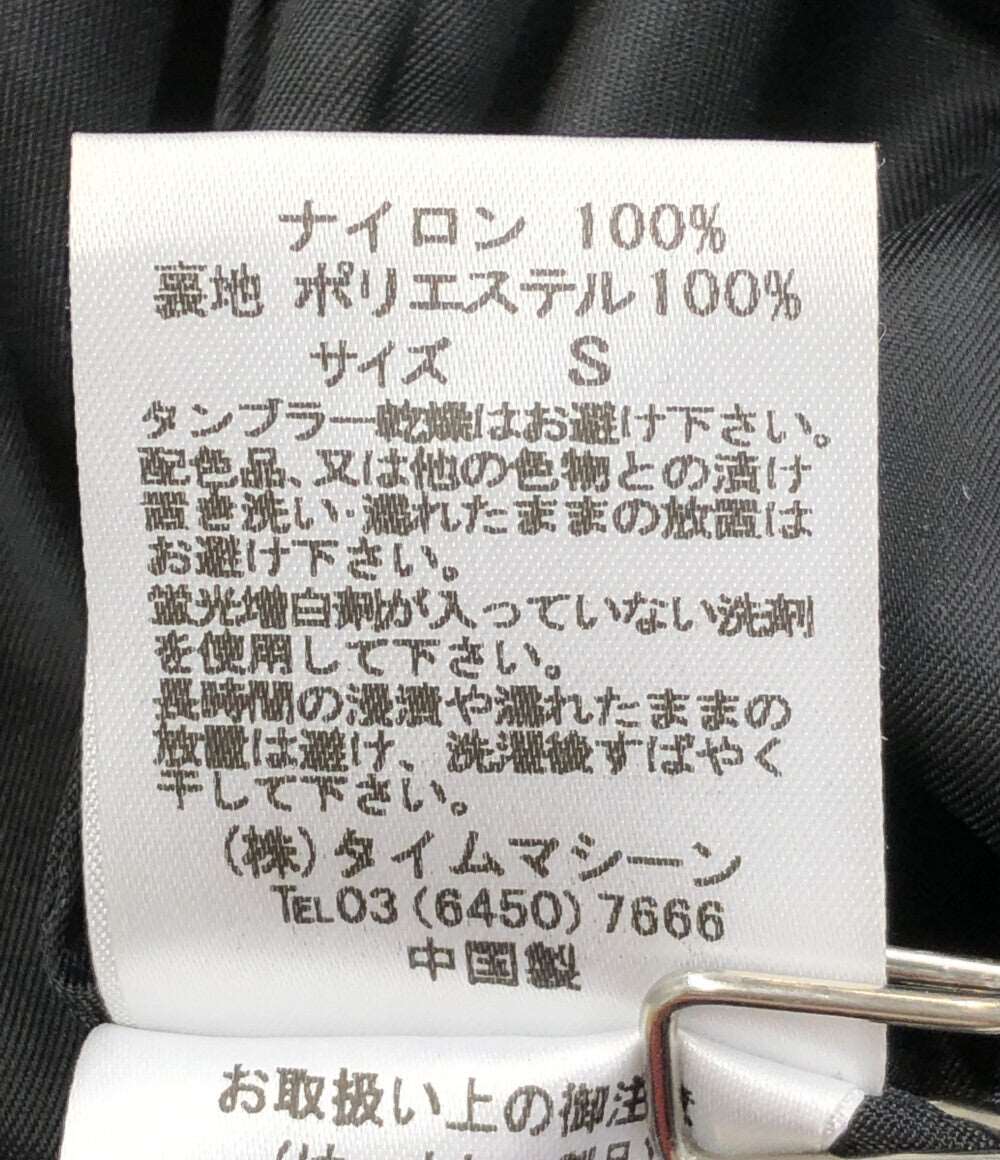 ナイロン 100%
裏地 ポリエステル100%
サイズ S
タンブラー乾燥はお避け下さい。
配色品、又は他の色物との漬け
置き洗い・濡れたままの放置は
お避け下さい。
蛍光増白剤が入っていない洗剤
を使用して下さい。
長時間の浸漬や濡れたままの
放置は避け、洗濯後すばやく
干して下さい。
(株)タイムマシーン
TEL03(6450)7666
中国製
お取扱い上の御注